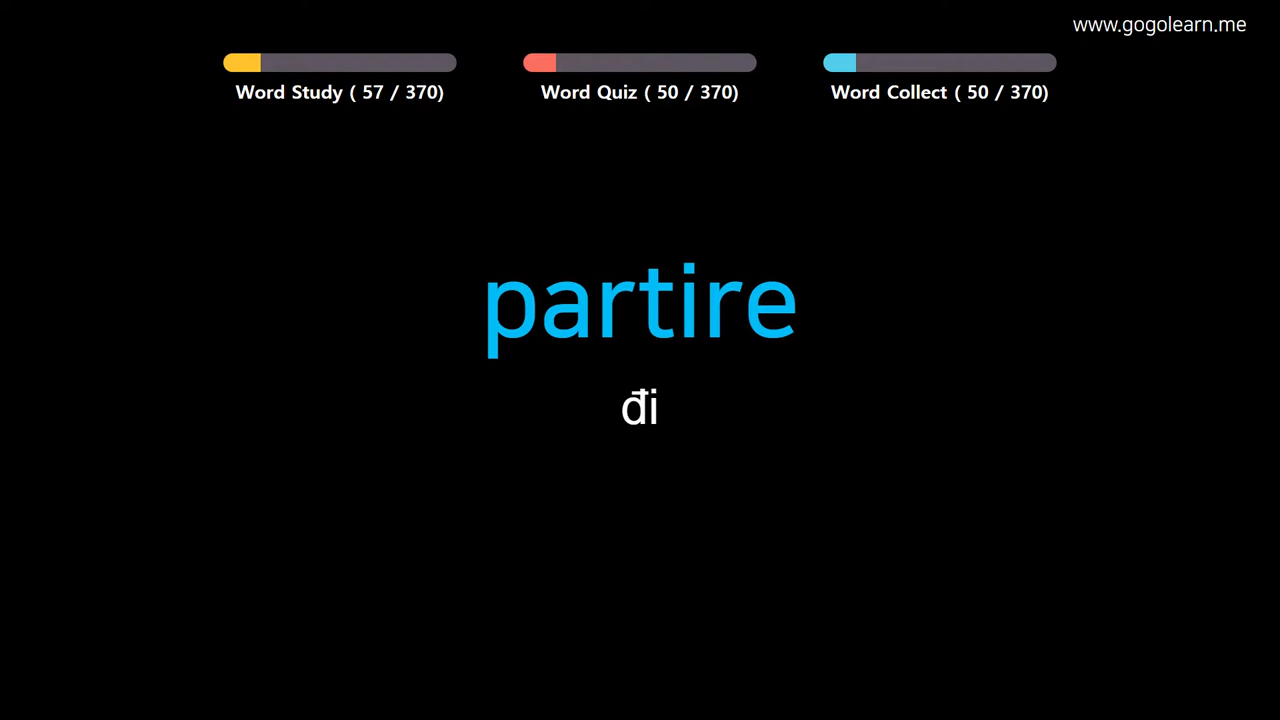 www.gogolearn.me
Word Study ( 57 / 370)
Word Quiz ( 50 / 370)
Word Collect ( 50 / 370)
partire
đi